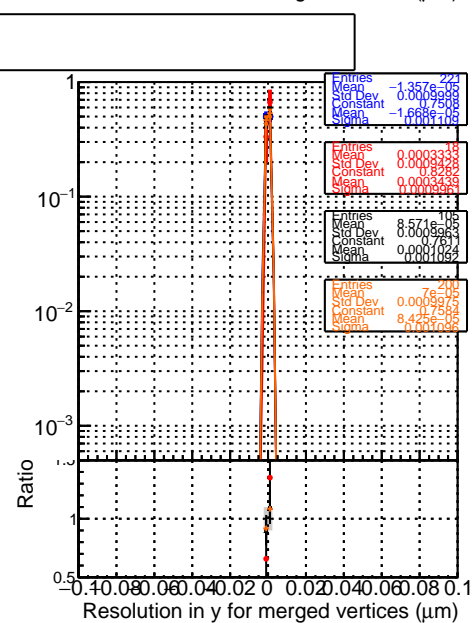 1
Entries 221
Mean −1.357e−05
Std Dev 0.0009999
Constant 0.7508
Mean −1.668e−05
Sigma 0.001109
Entries 18
Mean 0.0003333
Std Dev 0.0009428
Constant 0.8282
Mean 0.0003439
Sigma 0.0009961
10−1
Entries 105
Mean 8.571e−05
Std Dev 0.0009963
Constant 0.7611
Mean 0.0001024
Sigma 0.001092
Entries 200
Mean 7e−05
Std Dev 0.0009975
Constant 0.7584
Mean 8.425e−05
Sigma 0.001096
10−2
10−3
Ratio
1
0.5
−0.1 −0.08 −0.06 −0.04 −0.02 0 0.02 0.04 0.06 0.08 0.1
Resolution in y for merged vertices (μm)